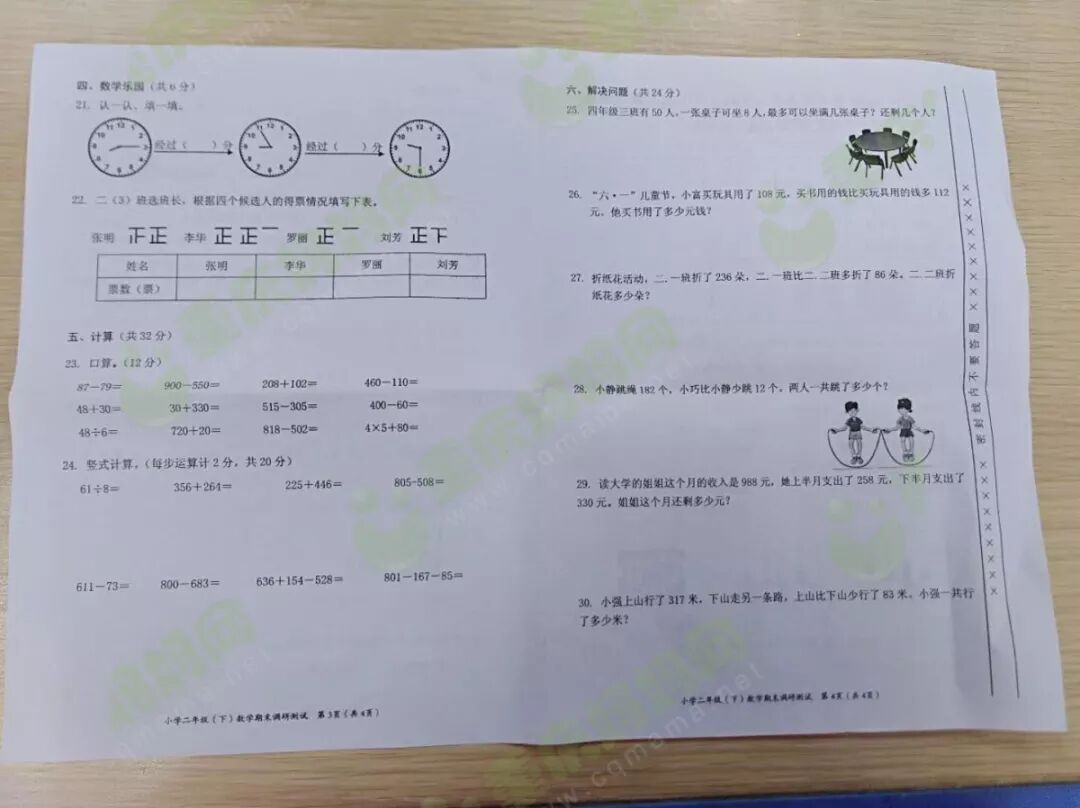 四、数学乐园（共6分）
21. 认一认、填一填。
经过（ ）分 经过（ ）分
22. 二（3）班选班长，根据四个候选人的得票情况填写下表。
张明 正正 李华 正正一 罗丽 正一 刘芳 正下
姓名 张明 李华 罗丽 刘芳
票数（票）
五、计算（共32分）
23. 口算。（12分）
87－79＝ 900－550＝ 208＋102＝ 460－110＝
48＋30＝ 30＋330＝ 515－305＝ 400－60＝
48÷6＝ 720＋20＝ 818－502＝ 4×5＋80＝
24. 竖式计算，（每步运算计2分，共20分）
61÷8＝ 356＋264＝ 225＋446＝ 805-508＝
611－73＝ 800－683＝ 636＋154－528＝ 801－167－85＝
小学二年级（下）数学期末调研测试 第3页（共4页）
六、解决问题（共24分）
25. 四年级三班有50人，一张桌子可坐8人，最多可以坐满几张桌子？还剩几个人？
26. “六·一”儿童节，小富买玩具用了108元，买书用的钱比买玩具用的钱多112
元。他买书用了多少元钱？
27. 折纸花活动，二.一班折了236朵，二.一班比二.二班多折了86朵。二.二班折
纸花多少朵？
28. 小静跳绳182个，小巧比小静少跳12个，两人一共跳了多少个？
29. 读大学的姐姐这个月的收入是988元，她上半月支出了258元，下半月支出了
330元。姐姐这个月还剩多少元？
30. 小强上山行了317米，下山走另一条路，上山比下山少行了83米。小强一共行
了多少米？
小学二年级（下）数学期末调研测试 第4页（共4页）
密封线内不要答题